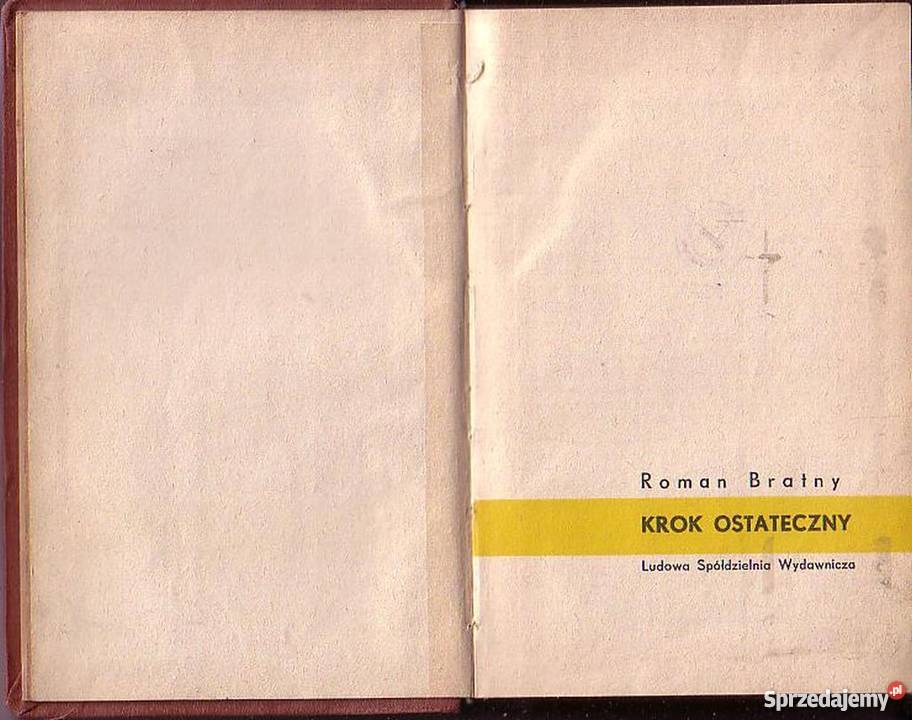 Roman Bratny
KROK OSTATECZNY
Ludowa Spółdzielnia Wydawnicza
Sprzedajemy.pl